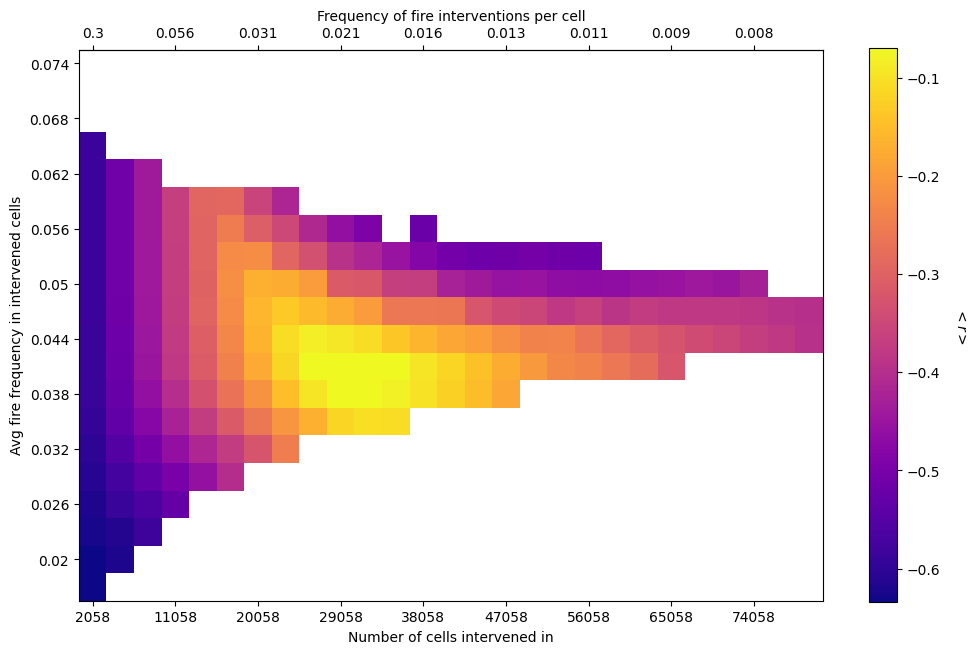 Frequency of fire interventions per cell
0.3 0.056 0.031 0.021 0.016 0.013 0.011 0.009 0.008
Avg fire frequency in intervened cells
0.074
0.068
0.062
0.056
0.05
0.044
0.038
0.032
0.026
0.02
2058 11058 20058 29058 38058 47058 56058 65058 74058
Number of cells intervened in
−0.1
−0.2
−0.3
−0.4
−0.5
−0.6
< r >